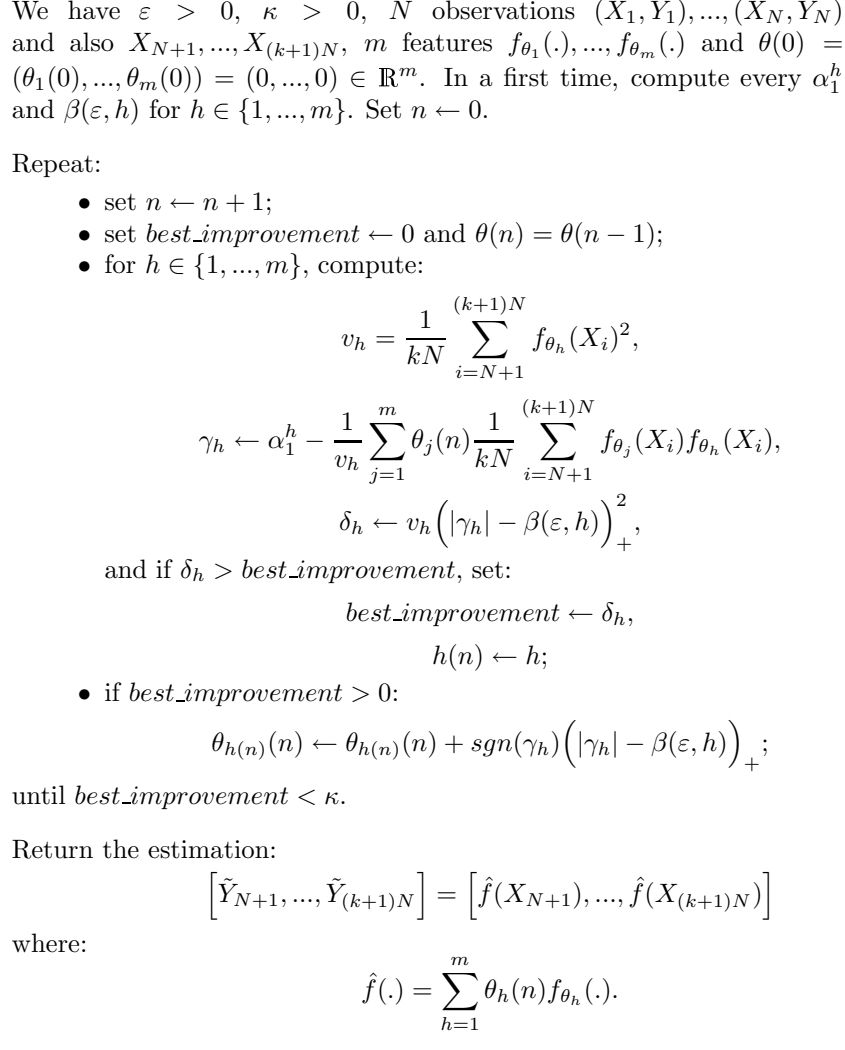 We have ε > 0, κ > 0, N observations (X_1, Y_1), ..., (X_N, Y_N)
and also X_{N+1}, ..., X_{(k+1)N}, m features f_{θ_1}(.), ..., f_{θ_m}(.) and θ(0) =
(θ_1(0), ..., θ_m(0)) = (0, ..., 0) ∈ ℝ^m. In a first time, compute every α_1^h
and β(ε, h) for h ∈ {1, ..., m}. Set n ← 0.
Repeat:
• set n ← n + 1;
• set best_improvement ← 0 and θ(n) = θ(n − 1);
• for h ∈ {1, ..., m}, compute:
v_h = \frac{1}{kN} \sum_{i=N+1}^{(k+1)N} f_{θ_h}(X_i)^2,
γ_h ← α_1^h − \frac{1}{v_h} \sum_{j=1}^{m} θ_j(n) \frac{1}{kN} \sum_{i=N+1}^{(k+1)N} f_{θ_j}(X_i) f_{θ_h}(X_i),
δ_h ← v_h (|γ_h| − β(ε, h))_+^2,
and if δ_h > best_improvement, set:
best_improvement ← δ_h,
h(n) ← h;
• if best_improvement > 0:
θ_{h(n)}(n) ← θ_{h(n)}(n) + sgn(γ_h) (|γ_h| − β(ε, h))_+;
until best_improvement < κ.
Return the estimation:
[Ỹ_{N+1}, ..., Ỹ_{(k+1)N}] = [f̂(X_{N+1}), ..., f̂(X_{(k+1)N})]
where:
f̂(.) = \sum_{h=1}^{m} θ_h(n) f_{θ_h}(.).